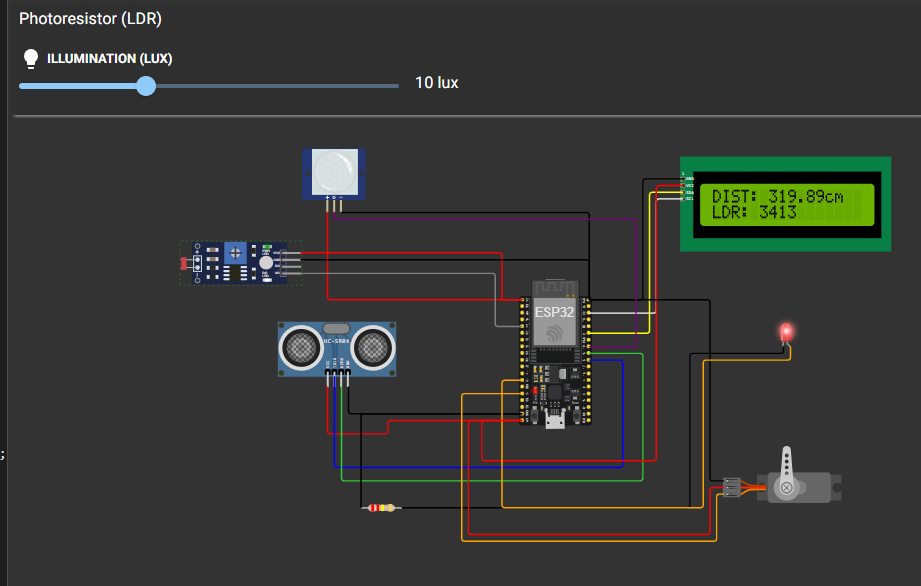 Photoresistor (LDR)
ILLUMINATION (LUX)
10 lux
DIST: 319.89cm
LDR: 3413
ESP32
HC-SR04